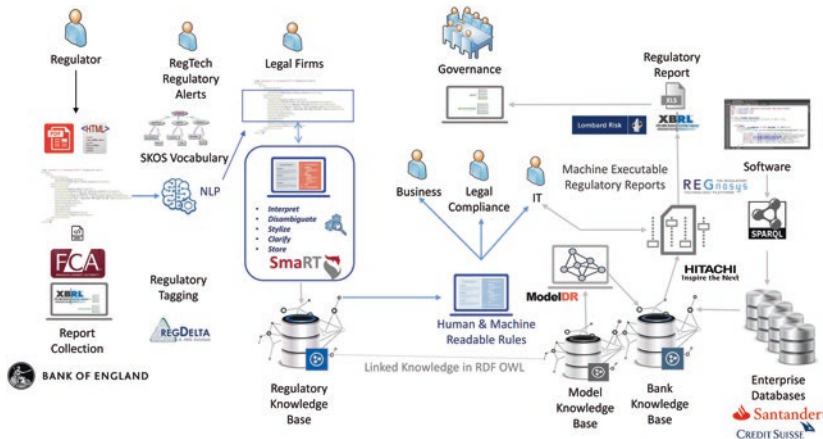 Regulator
RegTech
Regulatory
Alerts
Legal Firms
Governance
Regulatory
Report
PDF
<HTML>
XLS
XBRL
Lombard Risk
Software
SKOS Vocabulary
NLP
Business
Legal
Compliance
IT
Machine Executable
Regulatory Reports
REGnosys
SPARQL
• Interpret
• Disambiguate
• Stylize
• Clarify
• Store
SmaRT
FCA
XBRL
Report
Collection
Regulatory
Tagging
REGDELTA
BANK OF ENGLAND
HITACHI
Inspire the Next
ModelDR
Human & Machine
Readable Rules
Linked Knowledge in RDF OWL
Regulatory
Knowledge
Base
Model
Knowledge
Base
Bank
Knowledge
Base
Enterprise
Databases
Santander
CREDIT SUISSE